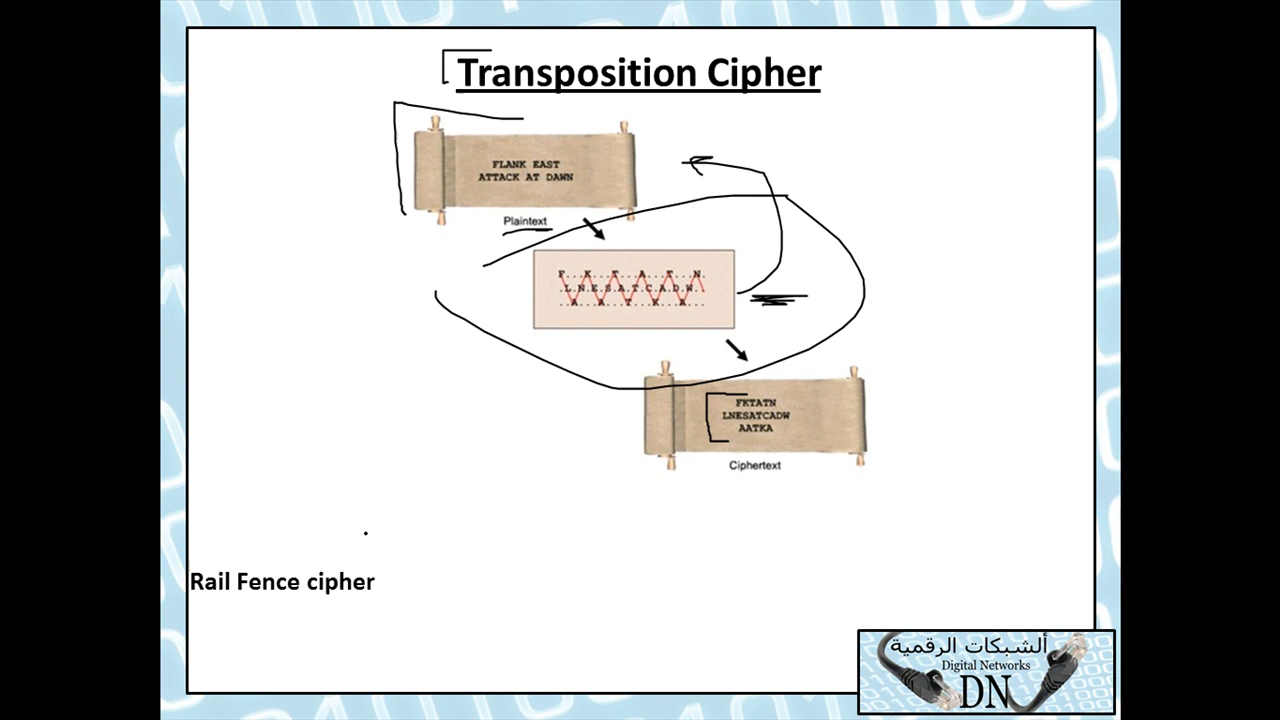 Transposition Cipher
FLANK EAST
ATTACK AT DAWN
Plaintext
F...K...T...A...T...N.
.L.N.E.S.A.T.C.A.D.W..
..A...A...T...K...A...
FKTATN
LNESATCADW
AATKA
Ciphertext
Rail Fence cipher
ألشبكات الرقمية
Digital Networks
DN